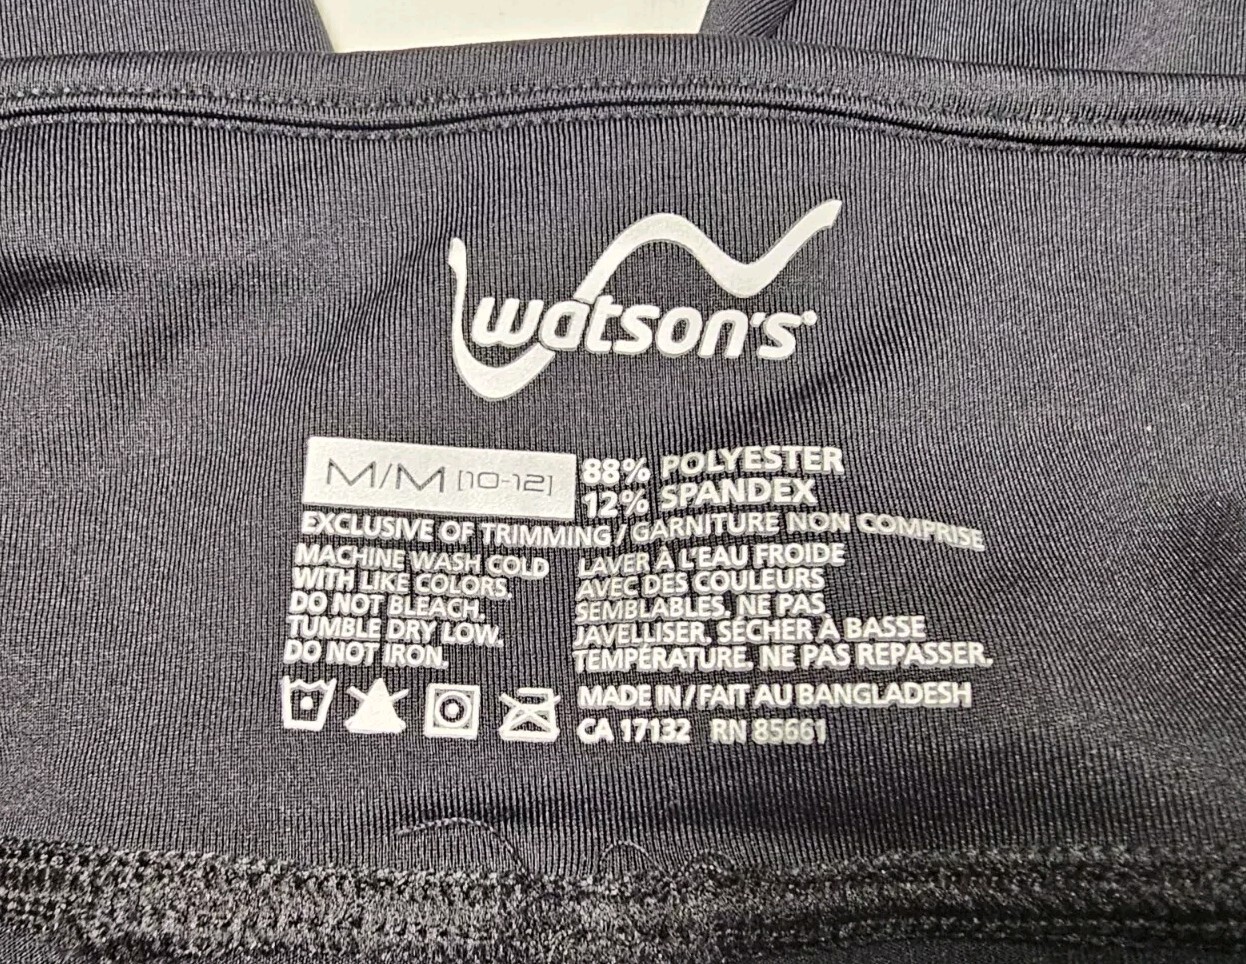 watson's
M/M [10-12]
88% POLYESTER
12% SPANDEX
EXCLUSIVE OF TRIMMING / GARNITURE NON COMPRISE
MACHINE WASH COLD
WITH LIKE COLORS.
DO NOT BLEACH.
TUMBLE DRY LOW.
DO NOT IRON.
LAVER À L'EAU FROIDE
AVEC DES COULEURS
SEMBLABLES. NE PAS
JAVELLISER. SÉCHER À BASSE
TEMPÉRATURE. NE PAS REPASSER.
MADE IN / FAIT AU BANGLADESH
CA 17132 RN 85661